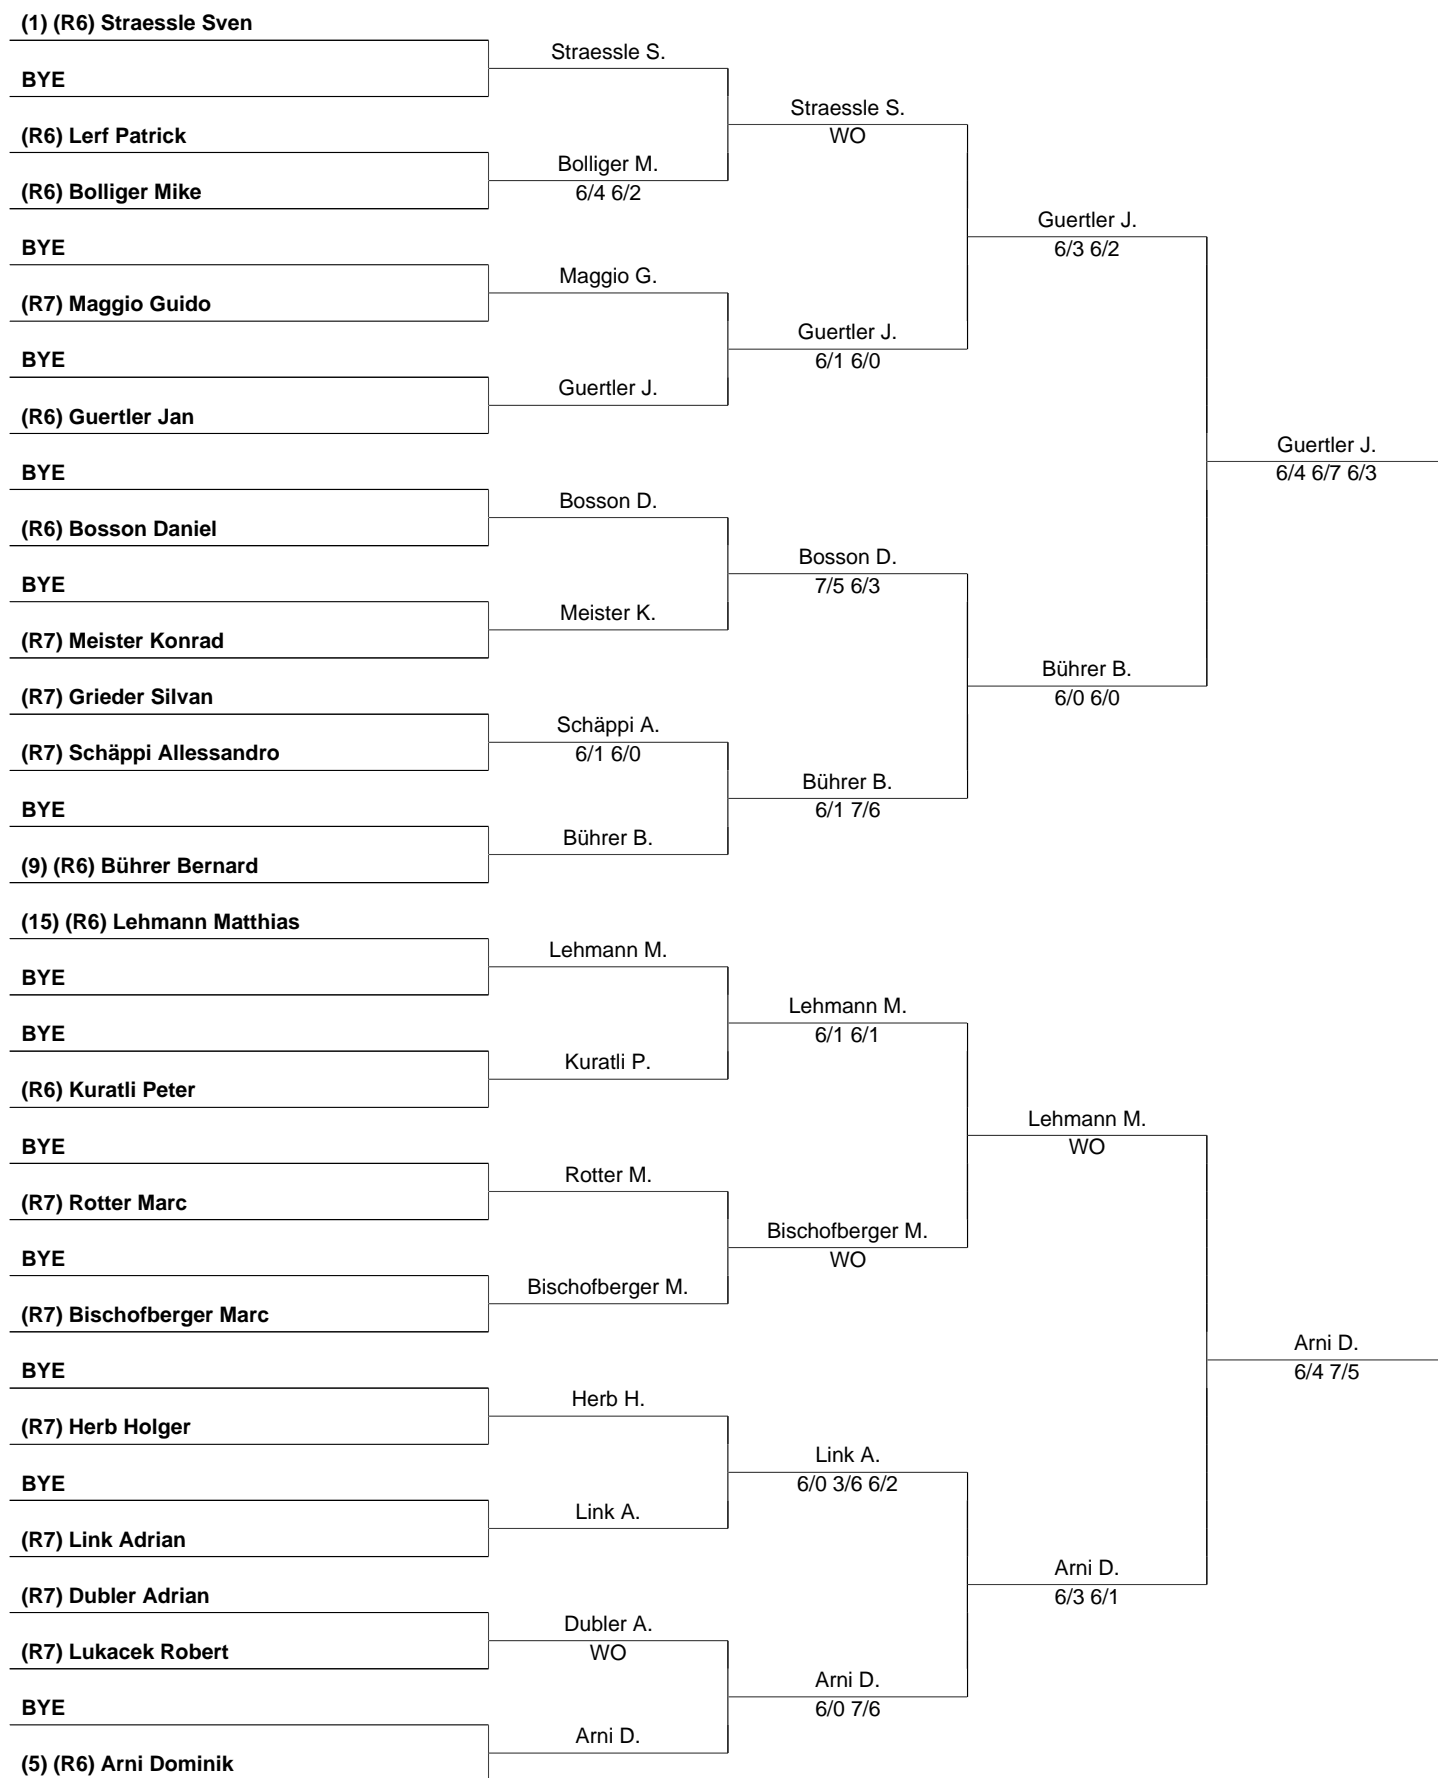 (1) (R6) Straessle Sven
Straessle S.
BYE
Straessle S.
WO
(R6) Lerf Patrick
Bolliger M.
6/4 6/2
(R6) Bolliger Mike
Guertler J.
6/3 6/2
BYE
Maggio G.
(R7) Maggio Guido
Guertler J.
6/1 6/0
BYE
Guertler J.
(R6) Guertler Jan
Guertler J.
6/4 6/7 6/3
BYE
Bosson D.
(R6) Bosson Daniel
Bosson D.
7/5 6/3
BYE
Meister K.
(R7) Meister Konrad
Bührer B.
6/0 6/0
(R7) Grieder Silvan
Schäppi A.
6/1 6/0
(R7) Schäppi Allessandro
Bührer B.
6/1 7/6
BYE
Bührer B.
(9) (R6) Bührer Bernard
(15) (R6) Lehmann Matthias
Lehmann M.
BYE
Lehmann M.
6/1 6/1
BYE
Kuratli P.
(R6) Kuratli Peter
Lehmann M.
WO
BYE
Rotter M.
(R7) Rotter Marc
Bischofberger M.
WO
BYE
Bischofberger M.
(R7) Bischofberger Marc
Arni D.
6/4 7/5
BYE
Herb H.
(R7) Herb Holger
Link A.
6/0 3/6 6/2
BYE
Link A.
(R7) Link Adrian
Arni D.
6/3 6/1
(R7) Dubler Adrian
Dubler A.
WO
(R7) Lukacek Robert
Arni D.
6/0 7/6
BYE
Arni D.
(5) (R6) Arni Dominik